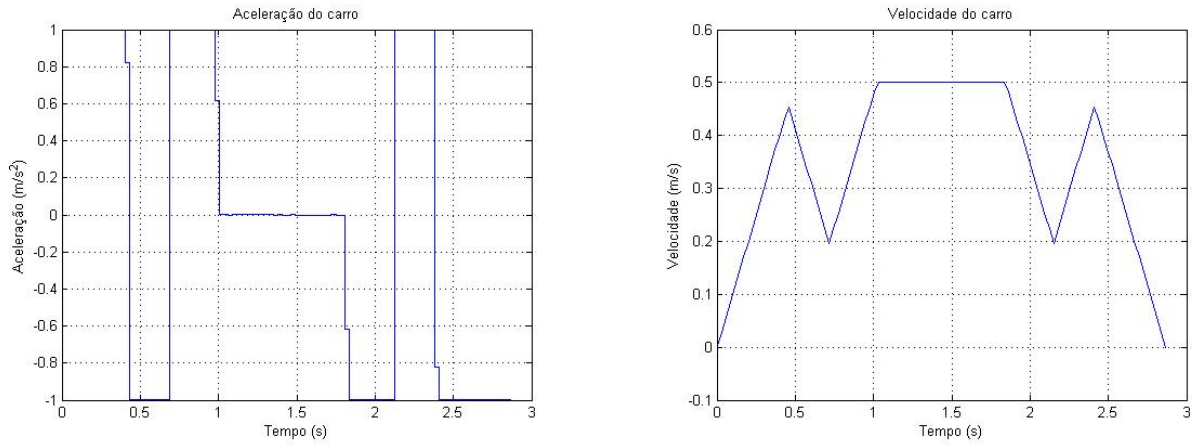 Aceleração do carro
1
0.8
0.6
0.4
0.2
0
-0.2
-0.4
-0.6
-0.8
-1
0 0.5 1 1.5 2 2.5 3
Tempo (s)
Aceleração (m/s²)
Velocidade do carro
0.6
0.5
0.4
0.3
0.2
0.1
0
-0.1
0 0.5 1 1.5 2 2.5 3
Tempo (s)
Velocidade (m/s)